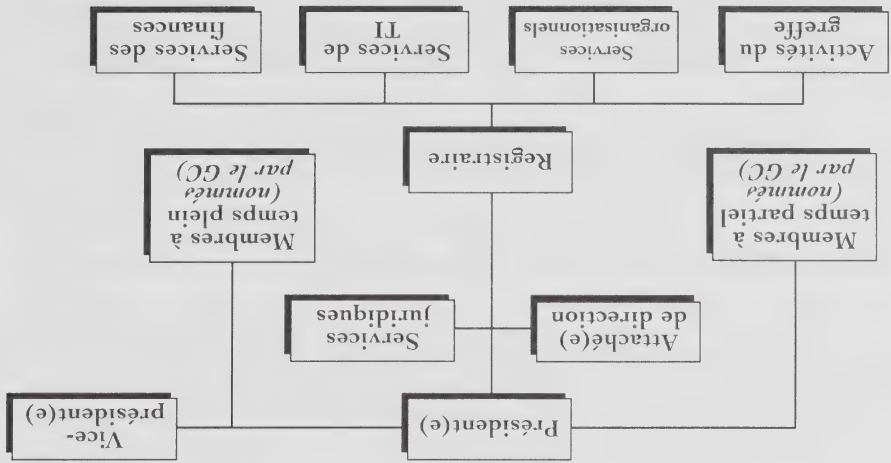 Président(e)
Vice-
président(e)
Attaché(e)
de direction
Services
juridiques
Membres à
temps partiel
(nommés
par le GC)
Registraire
Membres à
temps plein
(nommés
par le GC)
Activités du
greffe
Services
organisationnels
Services de
TI
Services des
finances